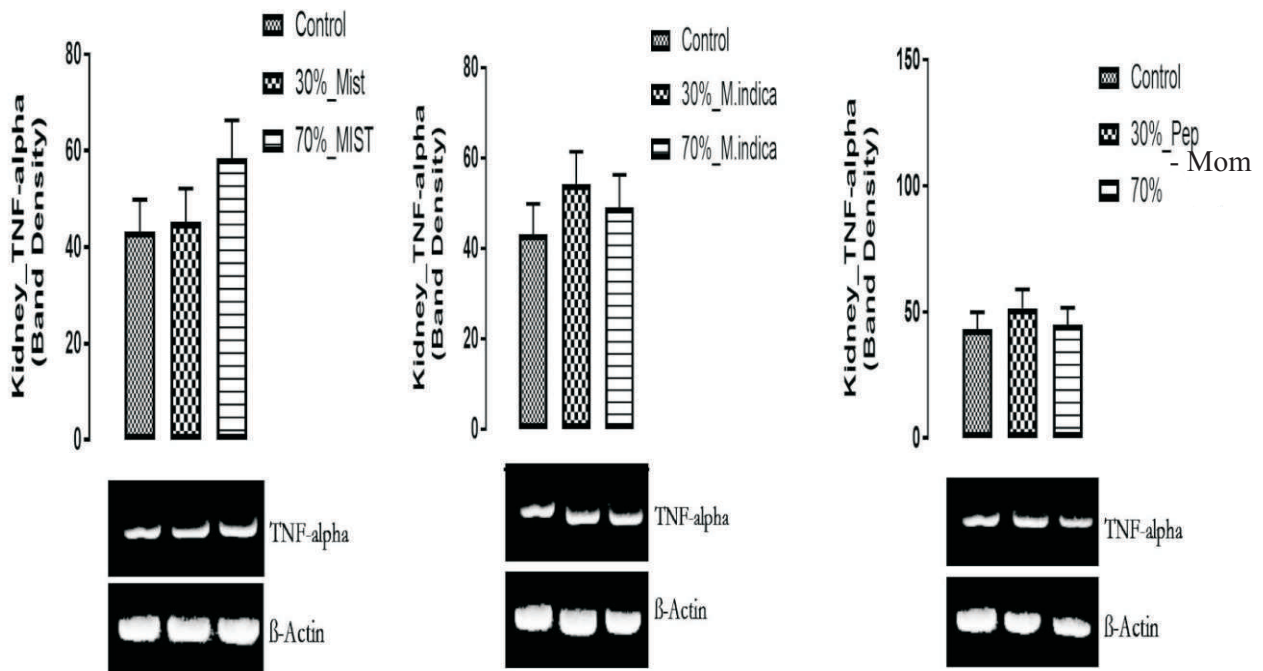 Control
30%_Mist
70%_MIST
80
60
40
20
0
Kidney_TNF-alpha
(Band Density)
TNF-alpha
ß-Actin
Control
30%_M.indica
70%_M.indica
80
60
40
20
0
Kidney_TNF-alpha
(Band Density)
TNF-alpha
ß-Actin
Control
30%_Pep
- Mom
70%
150
100
50
0
Kidney_TNF-alpha
(Band Density)
TNF-alpha
ß-Actin